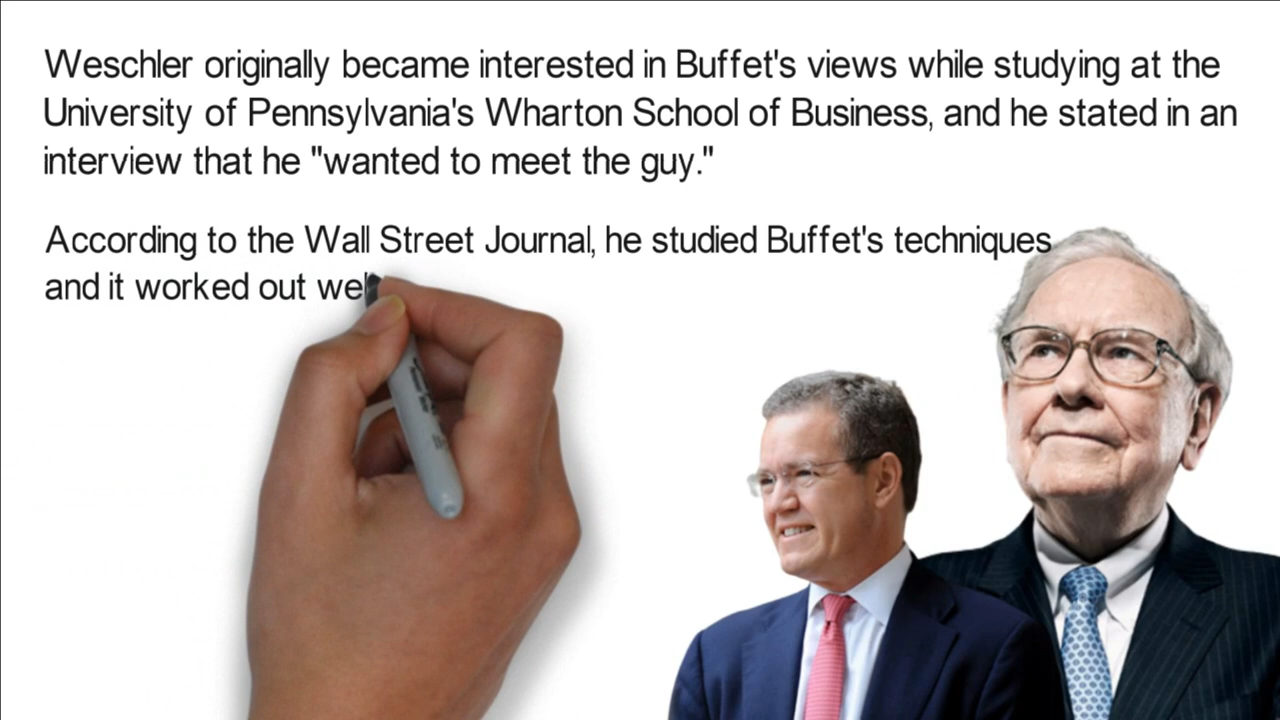 Weschler originally became interested in Buffet's views while studying at the
University of Pennsylvania's Wharton School of Business, and he stated in an
interview that he "wanted to meet the guy."
According to the Wall Street Journal, he studied Buffet's techniques
and it worked out wel